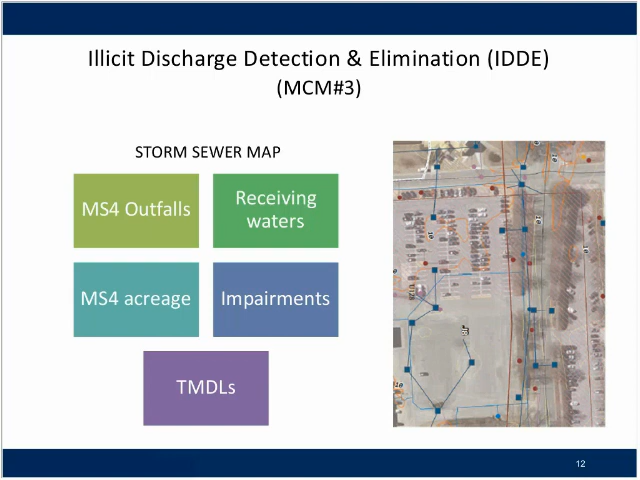 Illicit Discharge Detection & Elimination (IDDE)
(MCM#3)
STORM SEWER MAP
MS4 Outfalls
Receiving
waters
MS4 acreage
Impairments
TMDLs
12